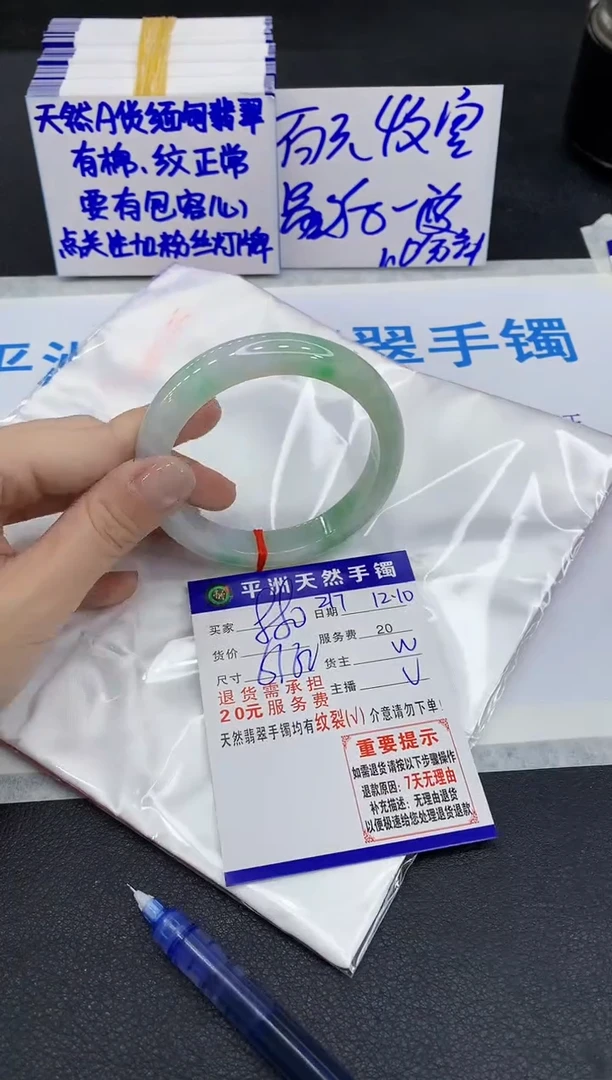 天然A货缅甸翡翠
有棉、纹正常
要有包容心
点关注加粉丝灯牌
百元收宝
平洲
翠手镯
平洲天然手镯
买家
日期 12-10
货价
服务费 20
尺寸
货主 W
退货需承担
主播 V
20元服务费
天然翡翠手镯均有纹裂(√) 介意请勿下单!
重要提示
如需退货请按以下步骤操作
退款原因: 7天无理由
补充描述: 无理由退货
以便极速给您处理退货退款